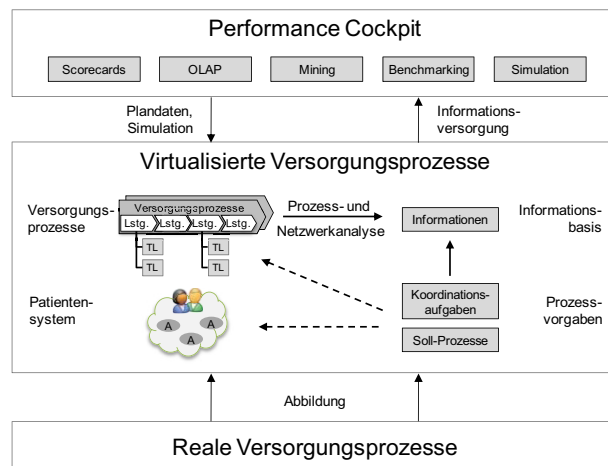 Performance Cockpit
Scorecards OLAP Mining Benchmarking Simulation
Plandaten,
Simulation
Informations-
versorgung
Virtualisierte Versorgungsprozesse
Versorgungs-
prozesse
Versorgungsprozesse
Lstg. Lstg. Lstg. Lstg.
TL TL
TL TL
Prozess- und
Netzwerkanalyse
Informationen
Informations-
basis
Patienten-
system
A A
A
Koordinations-
aufgaben
Soll-Prozesse
Prozess-
vorgaben
Abbildung
Reale Versorgungsprozesse